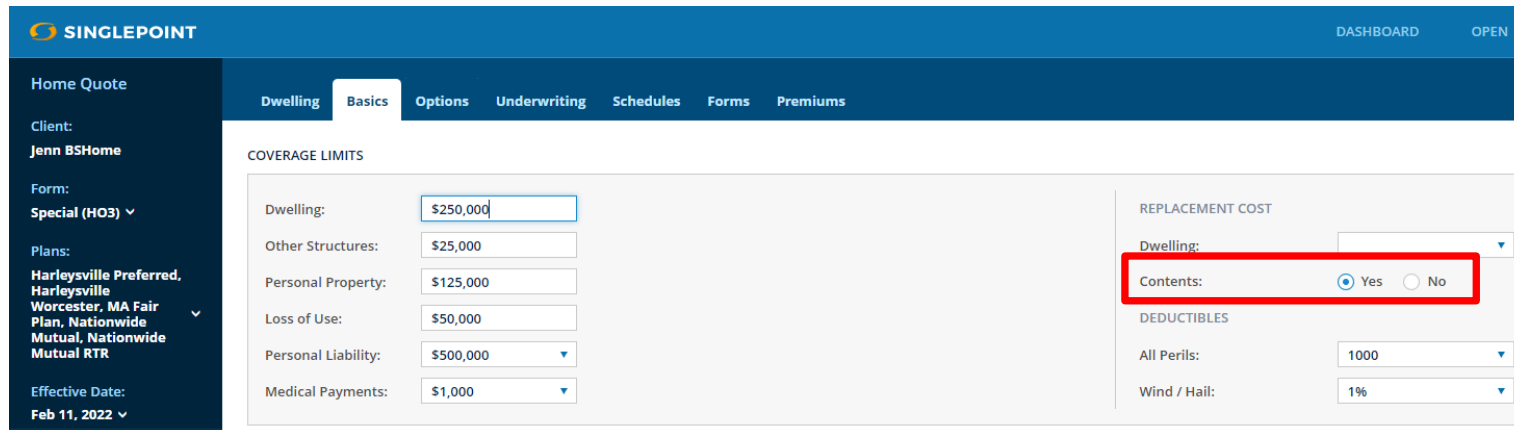 SINGLEPOINT
DASHBOARD OPEN
Home Quote
Client:
Jenn BSHome
Form:
Special (HO3)
Plans:
Harleysville Preferred,
Harleysville
Worcester, MA Fair
Plan, Nationwide
Mutual, Nationwide
Mutual RTR
Effective Date:
Feb 11, 2022
Dwelling Basics Options Underwriting Schedules Forms Premiums
COVERAGE LIMITS
Dwelling: $250,000
Other Structures: $25,000
Personal Property: $125,000
Loss of Use: $50,000
Personal Liability: $500,000
Medical Payments: $1,000
REPLACEMENT COST
Dwelling:
Contents: Yes No
DEDUCTIBLES
All Perils: 1000
Wind / Hail: 1%